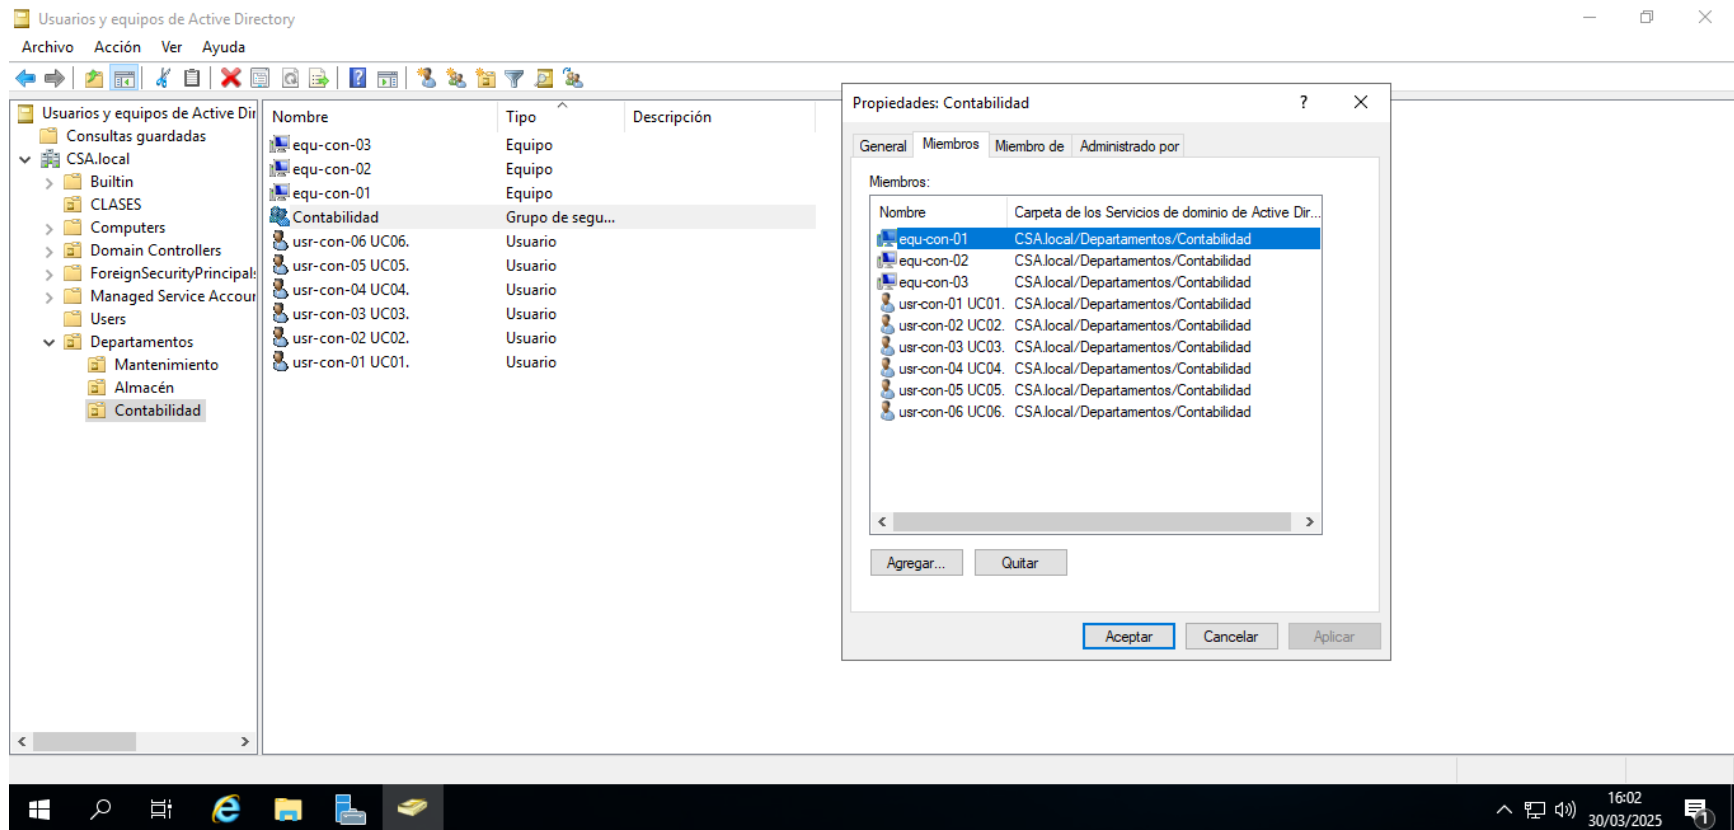 Usuarios y equipos de Active Directory
Archivo Acción Ver Ayuda
Usuarios y equipos de Active Dir
Consultas guardadas
CSA.local
Builtin
CLASES
Computers
Domain Controllers
ForeignSecurityPrincipals
Managed Service Accour
Users
Departamentos
Mantenimiento
Almacén
Contabilidad
Nombre Tipo Descripción
equ-con-03 Equipo
equ-con-02 Equipo
equ-con-01 Equipo
Contabilidad Grupo de segu...
usr-con-06 UC06. Usuario
usr-con-05 UC05. Usuario
usr-con-04 UC04. Usuario
usr-con-03 UC03. Usuario
usr-con-02 UC02. Usuario
usr-con-01 UC01. Usuario
Propiedades: Contabilidad
General Miembros Miembro de Administrado por
Miembros:
Nombre Carpeta de los Servicios de dominio de Active Dir...
equ-con-01 CSA.local/Departamentos/Contabilidad
equ-con-02 CSA.local/Departamentos/Contabilidad
equ-con-03 CSA.local/Departamentos/Contabilidad
usr-con-01 UC01. CSA.local/Departamentos/Contabilidad
usr-con-02 UC02. CSA.local/Departamentos/Contabilidad
usr-con-03 UC03. CSA.local/Departamentos/Contabilidad
usr-con-04 UC04. CSA.local/Departamentos/Contabilidad
usr-con-05 UC05. CSA.local/Departamentos/Contabilidad
usr-con-06 UC06. CSA.local/Departamentos/Contabilidad
Agregar... Quitar
Aceptar Cancelar Aplicar
16:02
30/03/2025
1